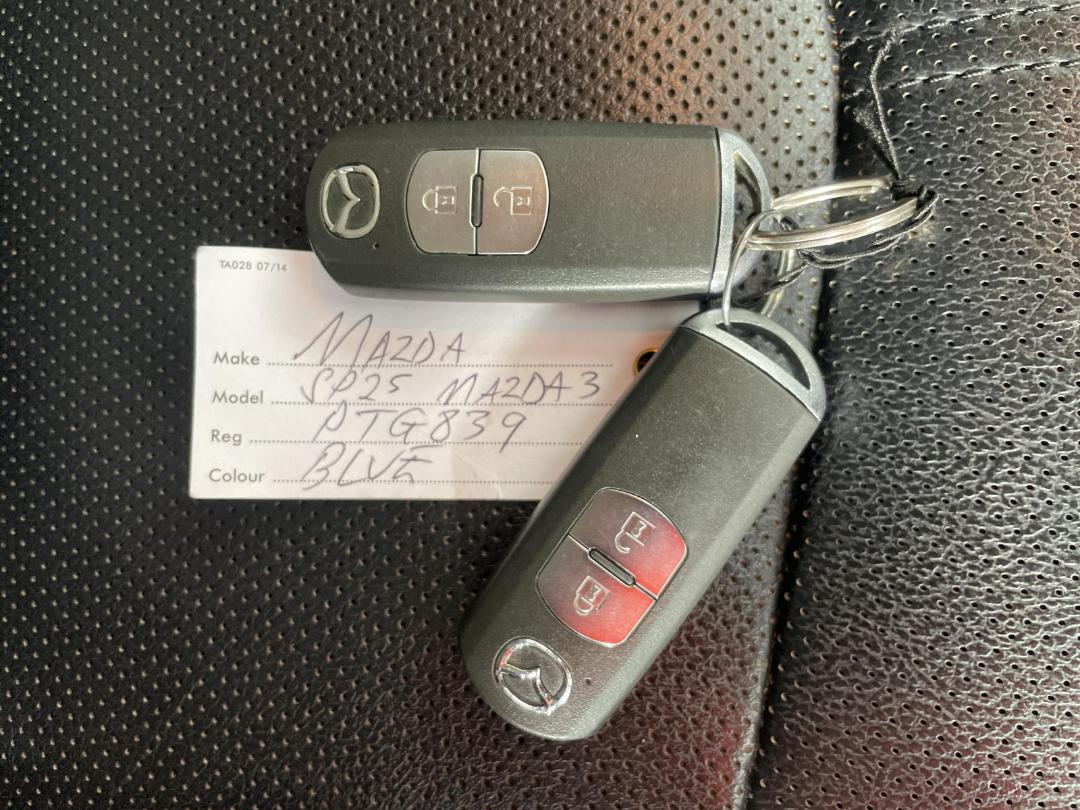 TA028 07/14
Make MAZDA
Model SP25 MAZDA3
Reg PTG839
Colour BLUE